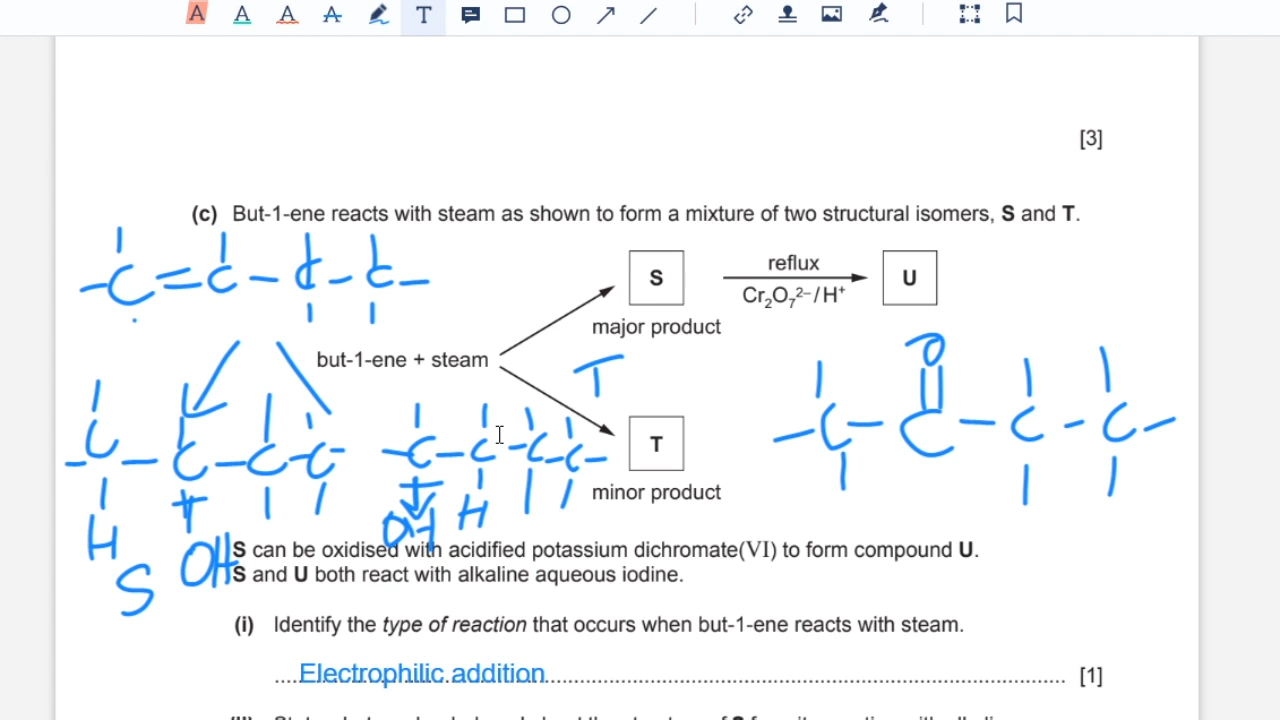 [3]
(c) But-1-ene reacts with steam as shown to form a mixture of two structural isomers, S and T.
C = C - C - C
S
reflux
Cr₂O₇²⁻ / H⁺
U
major product
but-1-ene + steam
T
O
C - C - C - C
C - C - C - C
C - C - C - C
T
minor product
H
OH
OH
H
S
S can be oxidised with acidified potassium dichromate(VI) to form compound U.
S and U both react with alkaline aqueous iodine.
(i) Identify the type of reaction that occurs when but-1-ene reacts with steam.
Electrophilic addition [1]